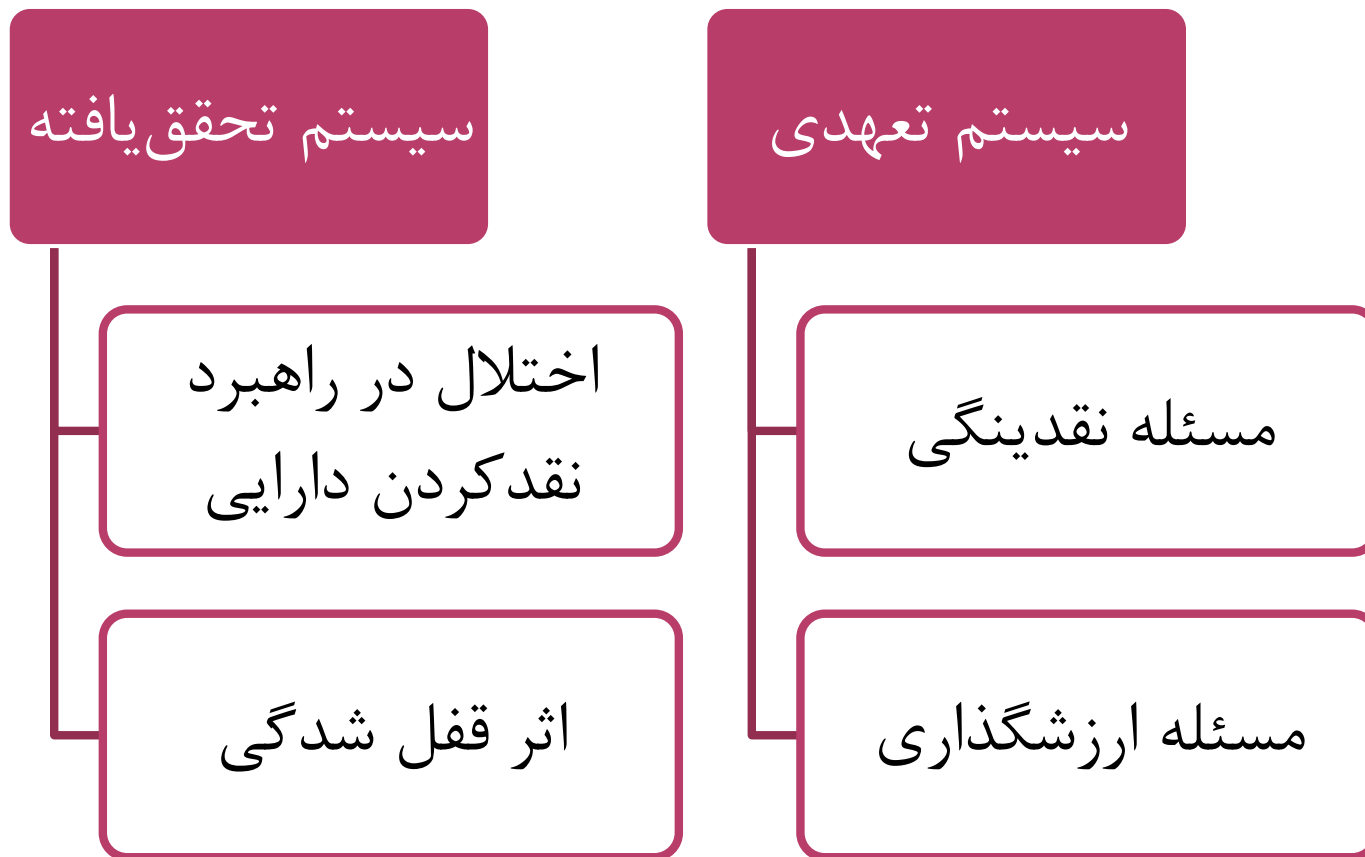 سیستم تعهدی
مسئله نقدینگی
مسئله ارزشگذاری
سیستم تحقق‌یافته
اختلال در راهبرد
نقدکردن دارایی
اثر قفل شدگی